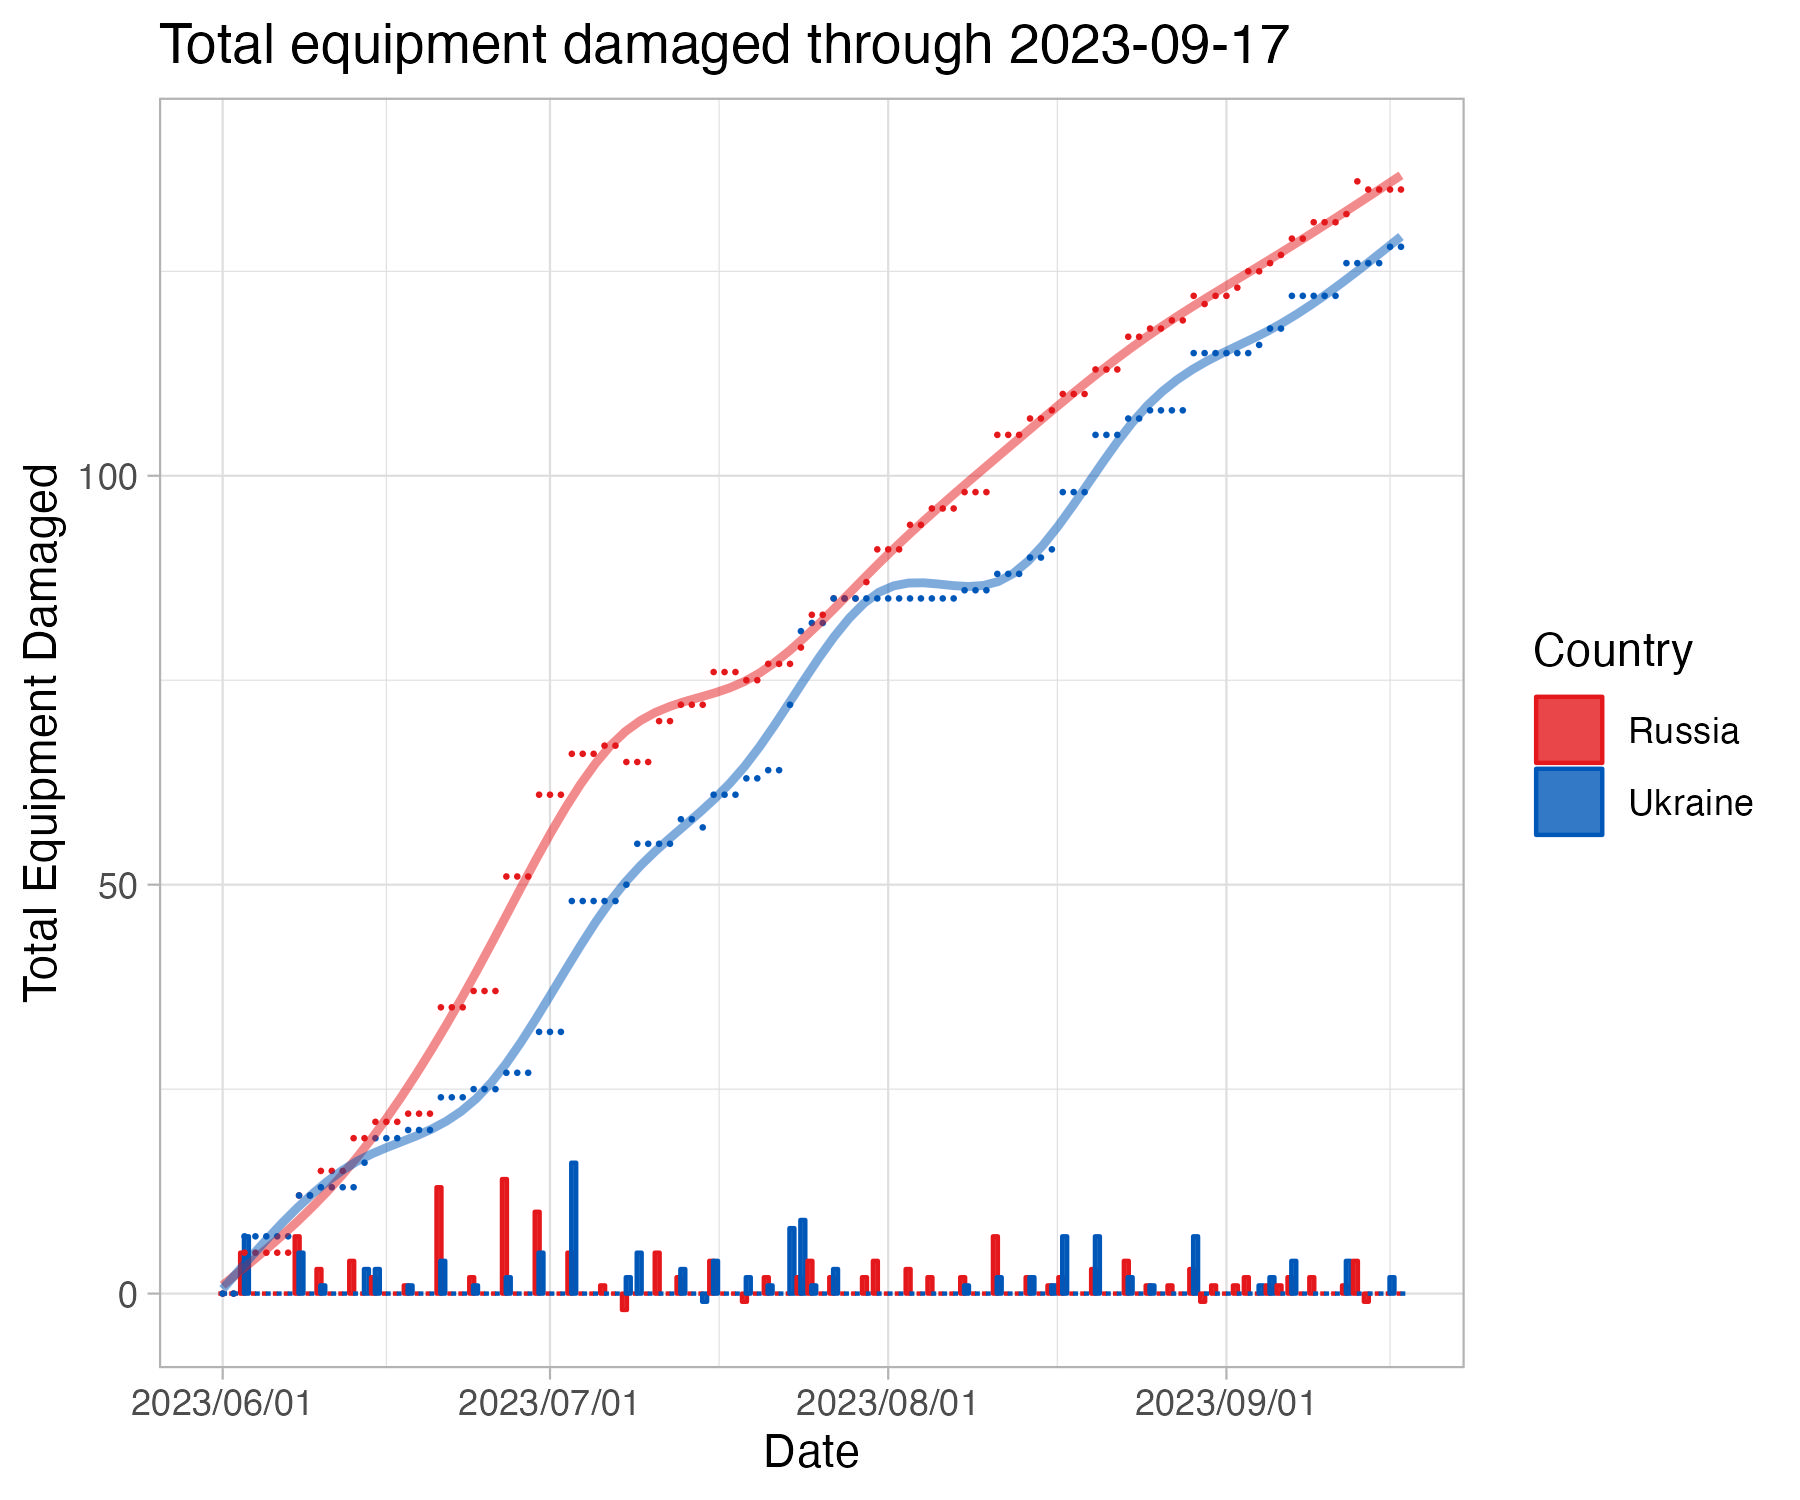 Total equipment damaged through 2023-09-17
Total Equipment Damaged
100
50
0
2023/06/01
2023/07/01
2023/08/01
2023/09/01
Date
Country
Russia
Ukraine